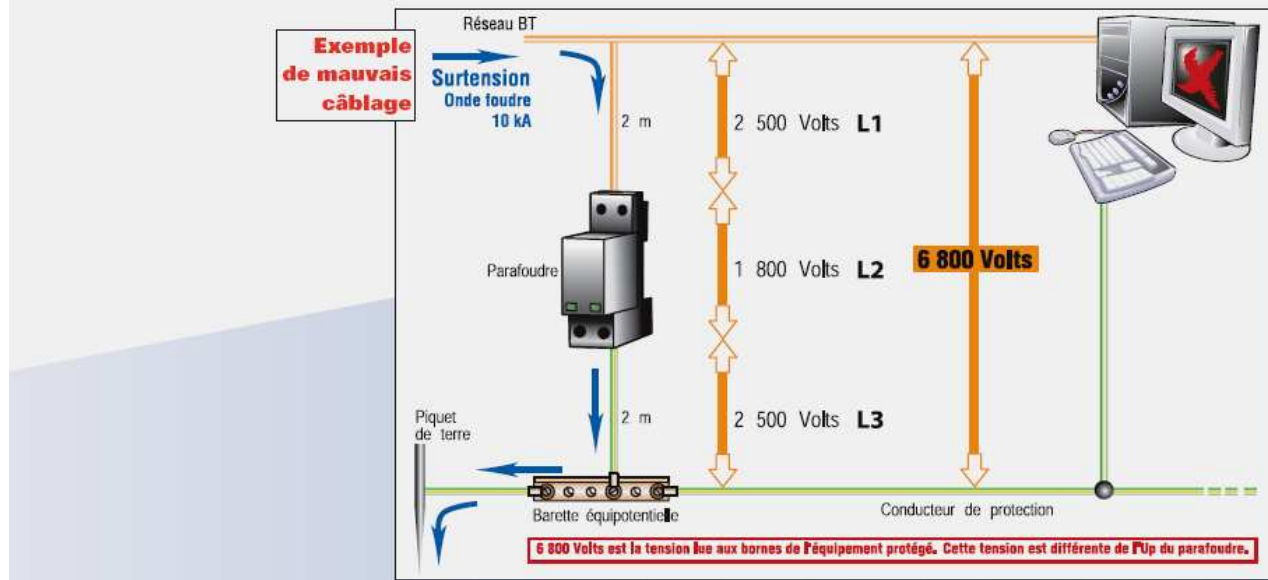 Réseau BT
Exemple
de mauvais
câblage
Surtension
Onde foudre
10 kA
2 m
2 500 Volts L1
Parafoudre
1 800 Volts L2
6 800 Volts
2 m
2 500 Volts L3
Piquet
de terre
Barette équipotentielle
Conducteur de protection
6 800 Volts est la tension lue aux bornes de l'équipement protégé. Cette tension est différente de l'Up du parafoudre.